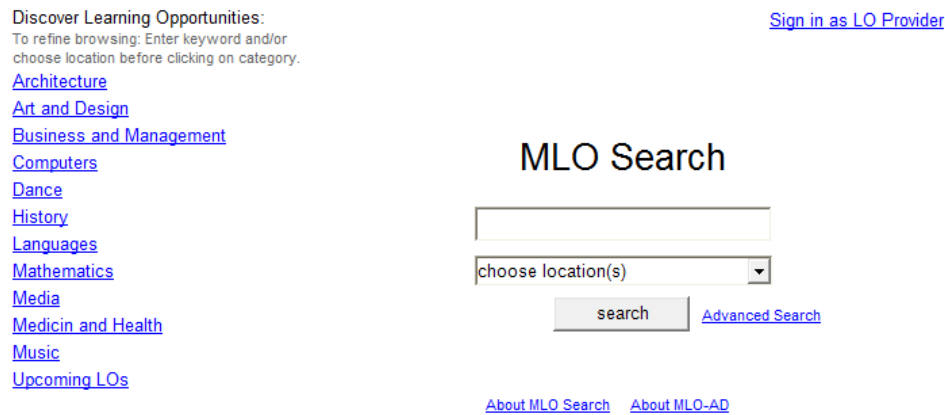 Discover Learning Opportunities:
To refine browsing: Enter keyword and/or
choose location before clicking on category.
Architecture
Art and Design
Business and Management
Computers
Dance
History
Languages
Mathematics
Media
Medicin and Health
Music
Upcoming LOs
Sign in as LO Provider
MLO Search
choose location(s)
search Advanced Search
About MLO Search About MLO-AD